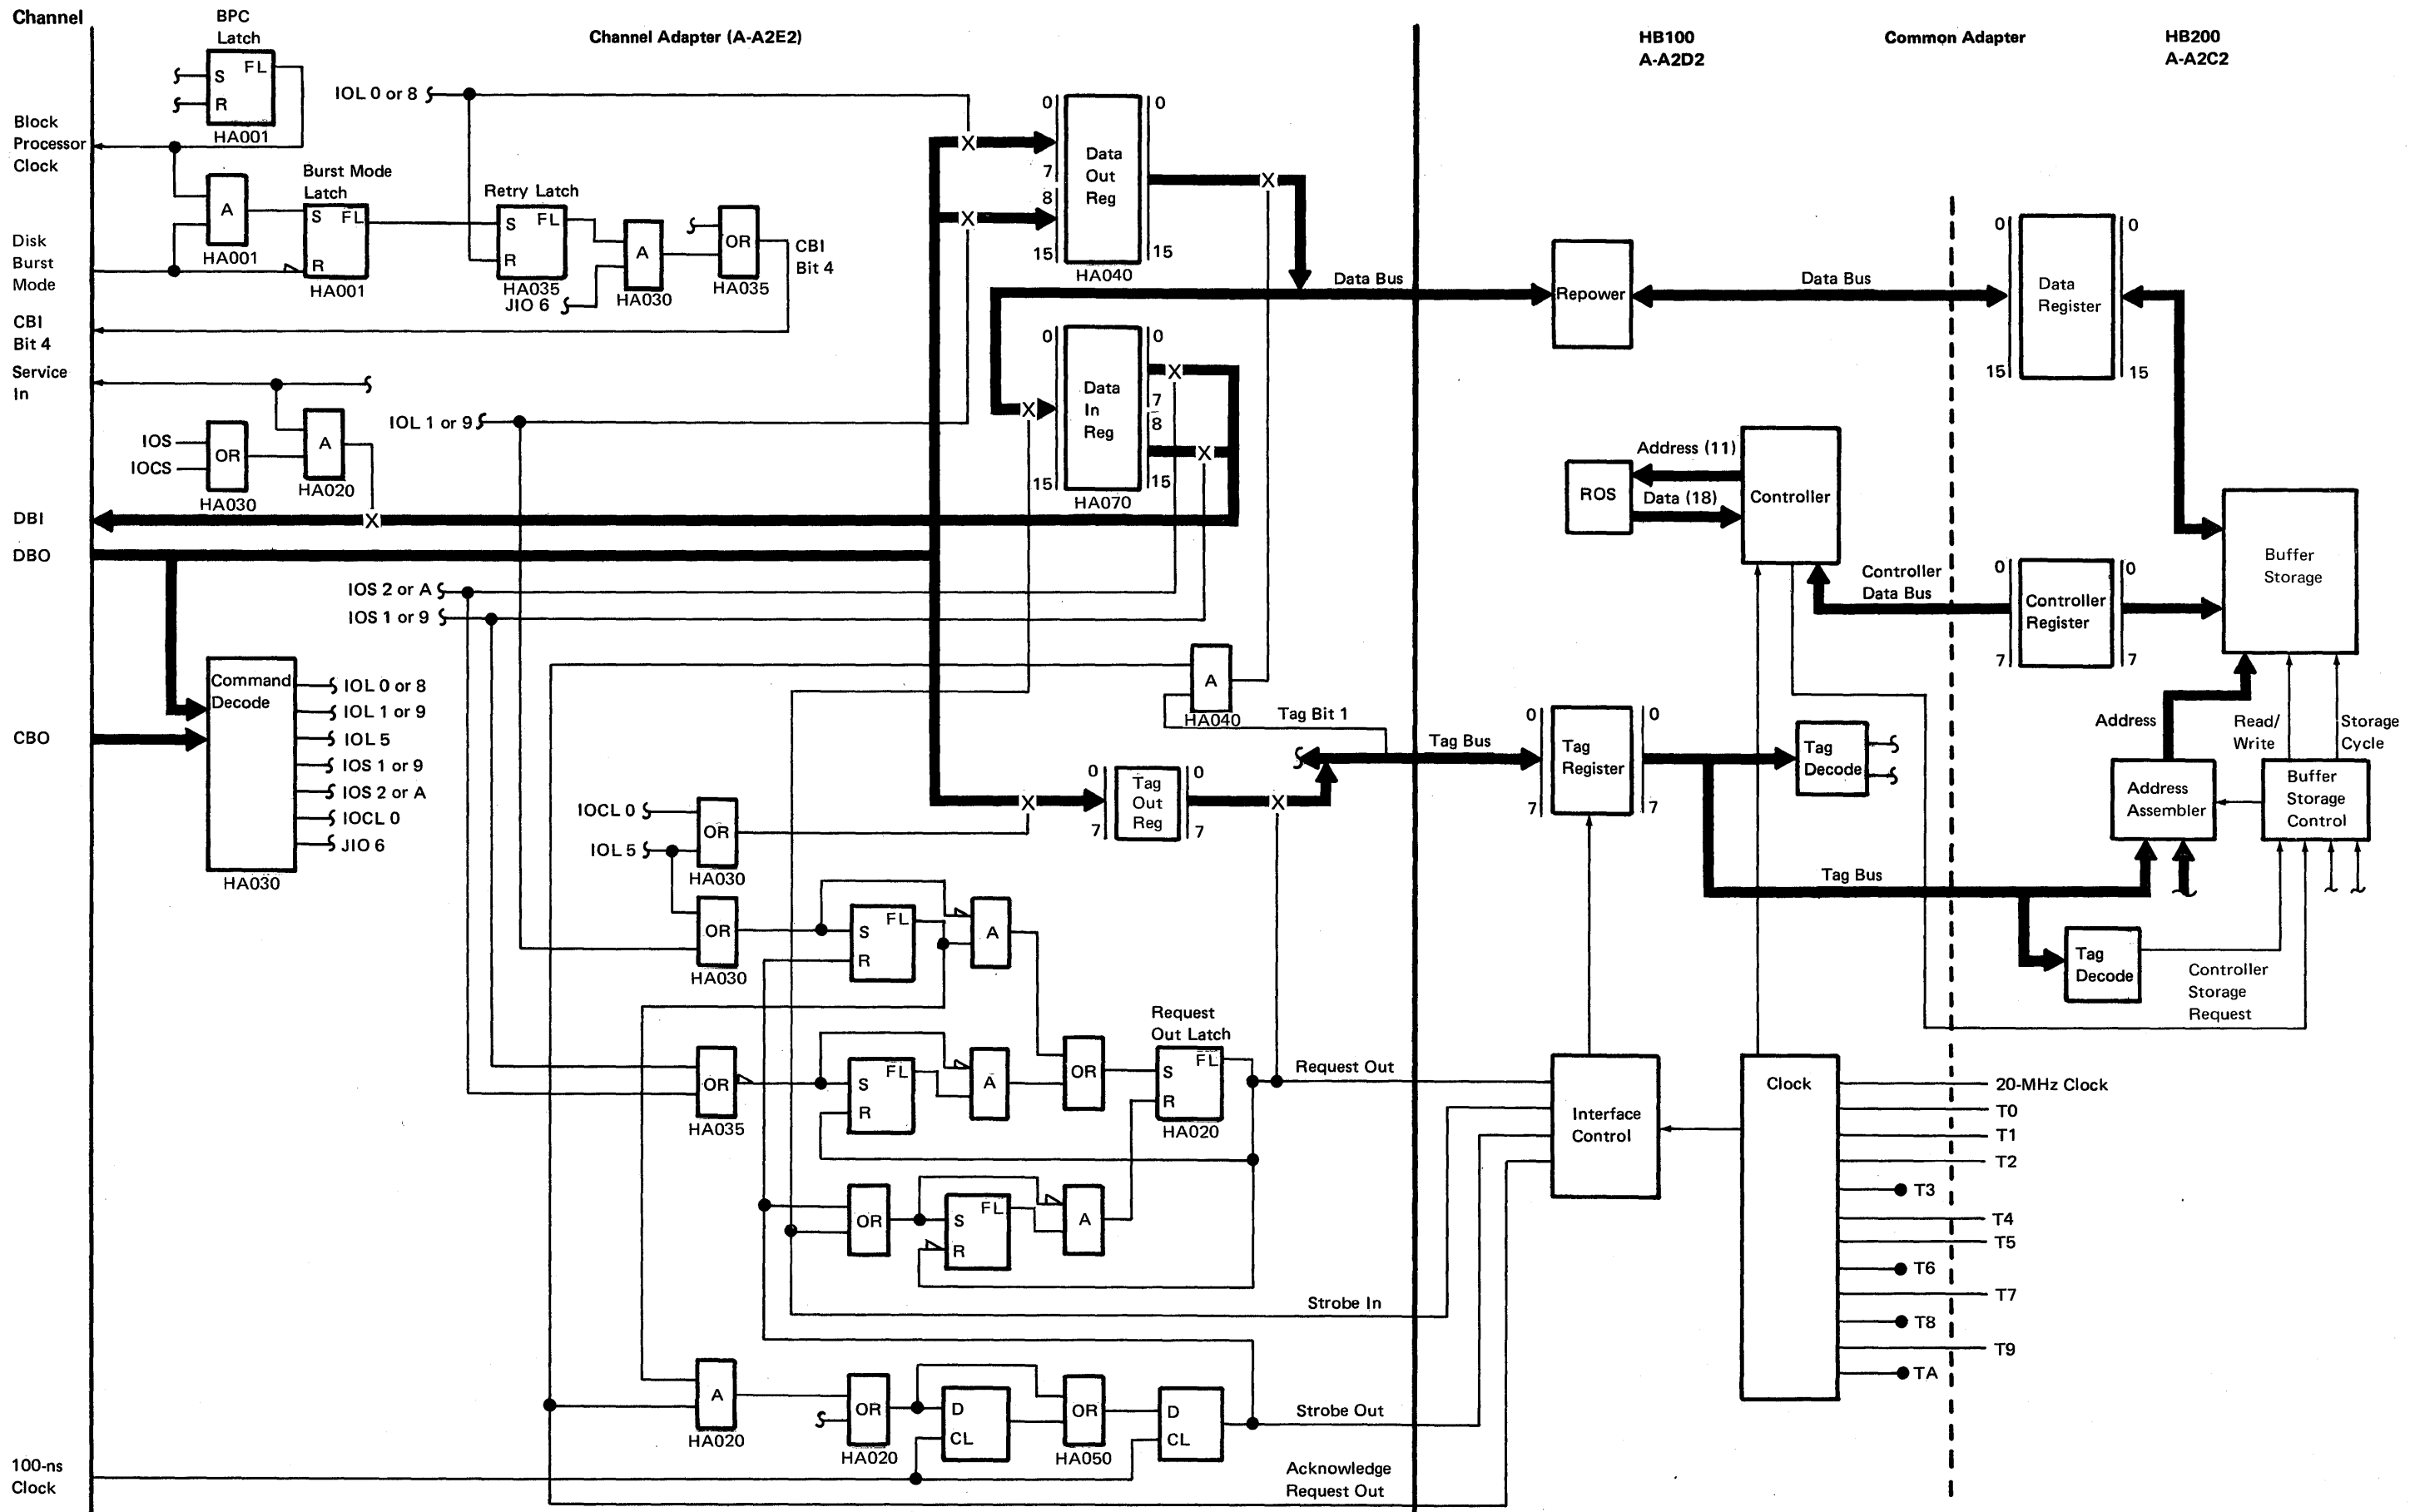 Channel
BPC
Latch
S FL
R
HA001
Block
Processor
Clock
A
HA001
Burst Mode
Latch
S FL
R
HA001
Disk
Burst
Mode
Retry Latch
S FL
R
HA035
JIO 6
A
HA030
OR
HA035
CBI
Bit 4
CBI
Bit 4
Service
In
IOS
IOCS
OR
HA030
A
HA020
DBI
X
DBO
CBO
Command
Decode
HA030
IOL 0 or 8
IOL 1 or 9
IOL 5
IOS 1 or 9
IOS 2 or A
IOCL 0
JIO 6
Channel Adapter (A-A2E2)
IOL 0 or 8
IOL 1 or 9
IOS 2 or A
IOS 1 or 9
X
X
0
7
8
15
Data
Out
Reg
0
15
HA040
X
Data Bus
X
0
15
Data
In
Reg
0
7
8
15
HA070
X
X
A
HA040
Tag Bit 1
Tag Bus
X
0
7
Tag
Out
Reg
0
7
X
IOCL 0
IOL 5
OR
HA030
OR
HA030
S FL
R
A
OR
HA035
S FL
R
A
OR
Request
Out Latch
S FL
R
HA020
Request Out
OR
S FL
R
A
Strobe In
A
HA020
OR
HA020
D
CL
OR
HA050
D
CL
Strobe Out
Acknowledge
Request Out
100-ns
Clock
HB100
A-A2D2
Common Adapter
HB200
A-A2C2
Repower
Data Bus
0
15
Data
Register
0
15
ROS
Address (11)
Data (18)
Controller
Controller
Data Bus
0
7
Controller
Register
0
7
Buffer
Storage
Address
Read/
Write
Storage
Cycle
0
7
Tag
Register
0
7
Tag
Decode
Address
Assembler
Buffer
Storage
Control
Tag Bus
Tag
Decode
Controller
Storage
Request
Interface
Control
Clock
20-MHz Clock
T0
T1
T2
T3
T4
T5
T6
T7
T8
T9
TA